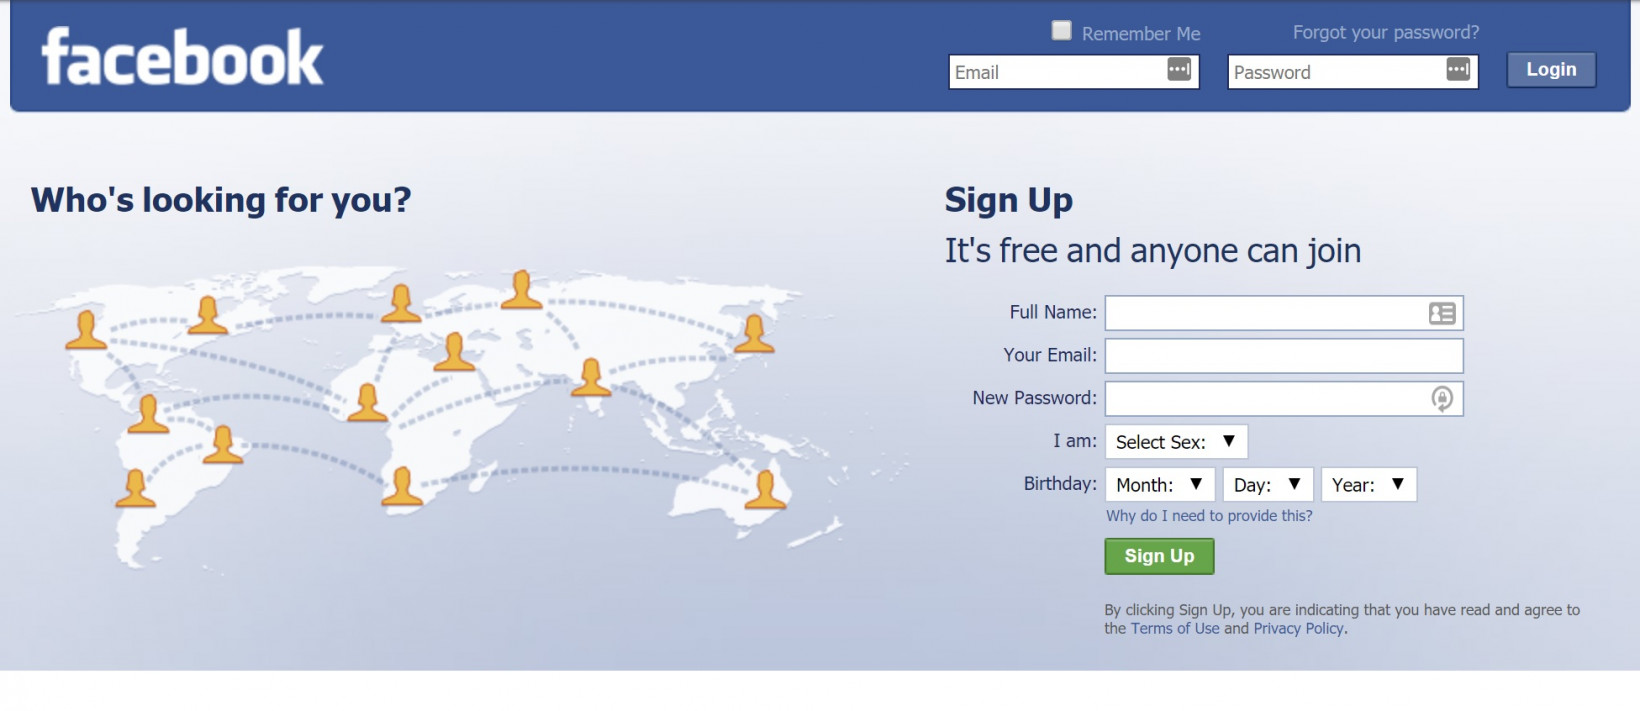 facebook
Remember Me
Forgot your password?
Email
Password
Login
Who's looking for you?
Sign Up
It's free and anyone can join
Full Name:
Your Email:
New Password:
I am: Select Sex:
Birthday: Month: Day: Year:
Why do I need to provide this?
Sign Up
By clicking Sign Up, you are indicating that you have read and agree to
the Terms of Use and Privacy Policy.